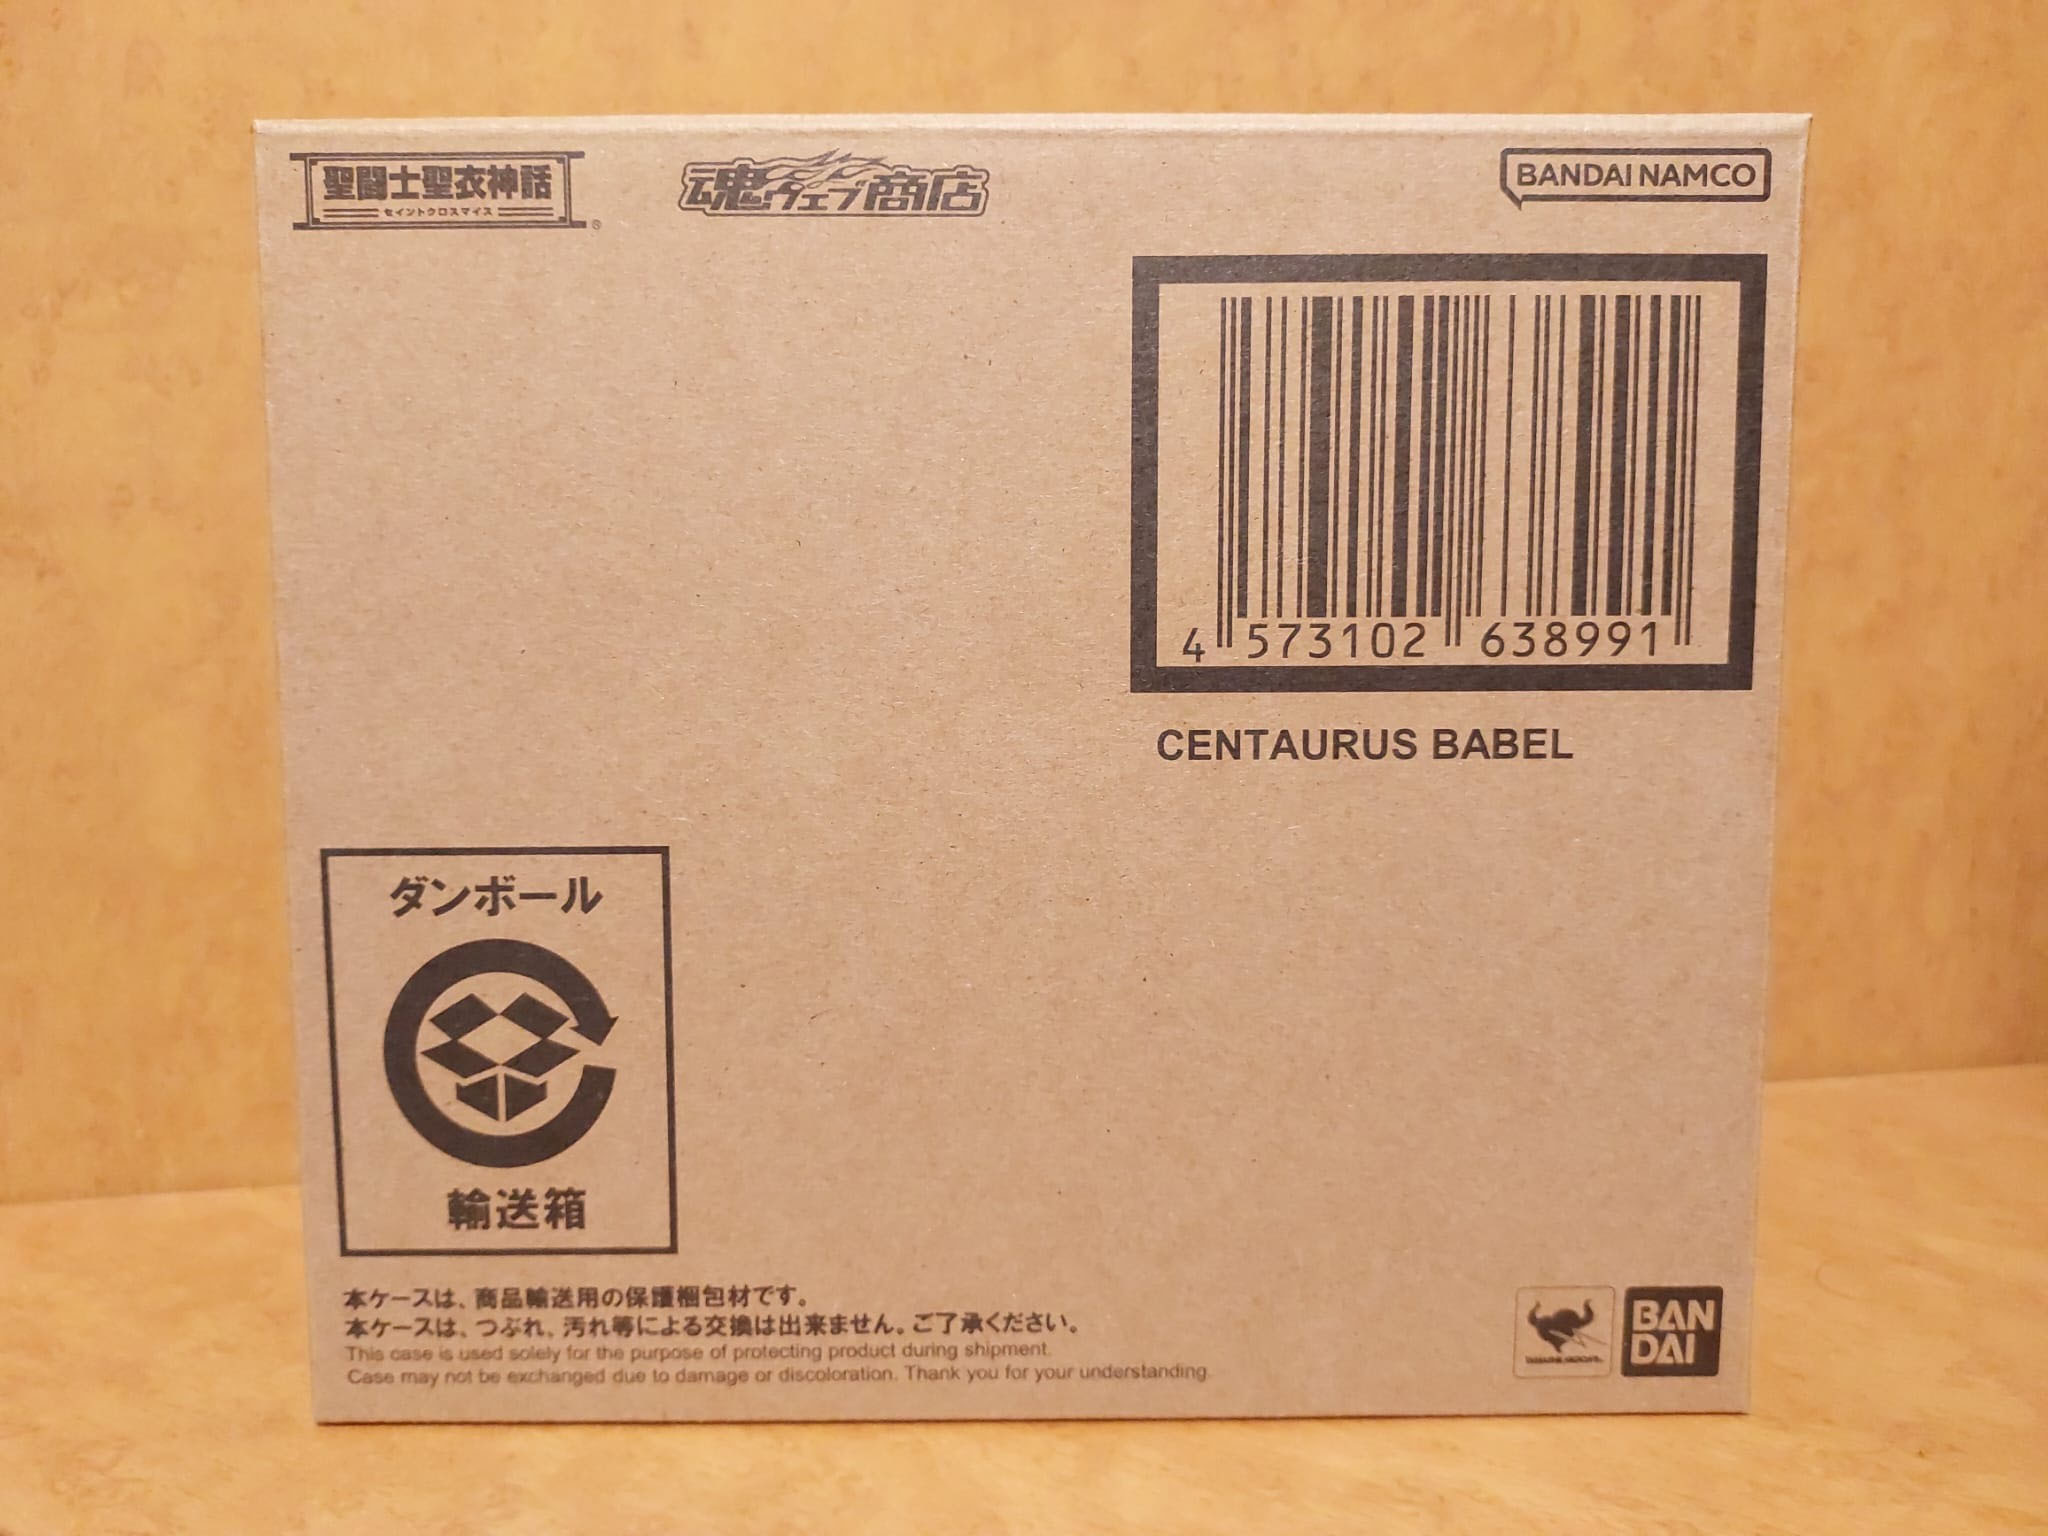 聖闘士聖衣神話
セイントクロスマイス
®
魂ウェブ商店
BANDAI NAMCO
4 573102 638991
CENTAURUS BABEL
ダンボール
輸送箱
本ケースは、商品輸送用の保護梱包材です。
本ケースは、つぶれ、汚れ等による交換は出来ません。ご了承ください。
This case is used solely for the purpose of protecting product during shipment.
Case may not be exchanged due to damage or discoloration. Thank you for your understanding.
TAMASHII NATIONS
BAN
DAI